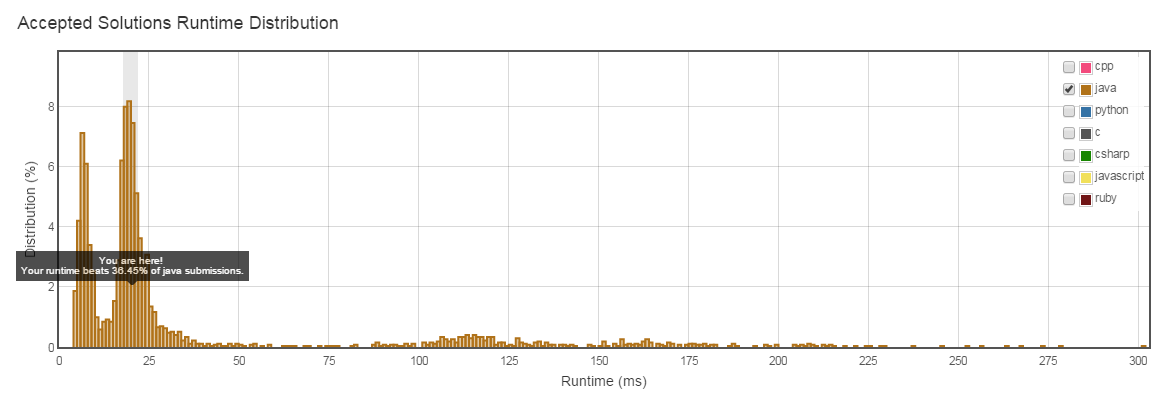 Accepted Solutions Runtime Distribution
cpp
java
python
c
csharp
javascript
ruby
Distribution (%)
8
6
4
2
0
You are here!
Your runtime beats 36.45% of java submissions.
0 25 50 75 100 125 150 175 200 225 250 275 300
Runtime (ms)